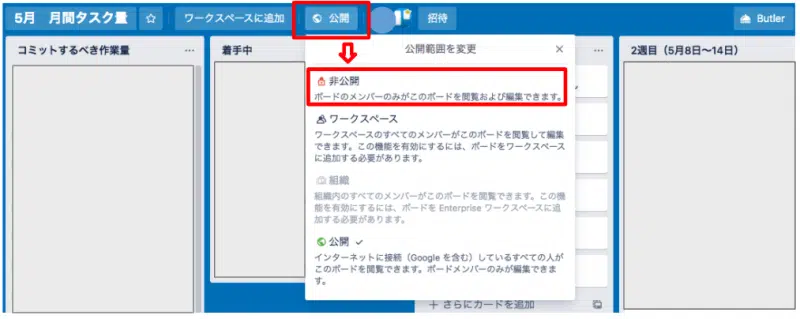 5月　月間タスク量
ワークスペースに追加
公開
招待
Butler
コミットするべき作業量
着手中
2週目（5月8日〜14日）
公開範囲を変更
非公開
ボードのメンバーのみがこのボードを閲覧および編集できます。
ワークスペース
ワークスペースのすべてのメンバーがこのボードを閲覧して編集
できます。この機能を有効にするには、ボードをワークスペース
に追加する必要があります。
組織
組織内のすべてのメンバーがこのボードを閲覧できます。この機
能を有効にするには、ボードを Enterprise ワークスペースに追
加する必要があります。
公開
インターネットに接続（Google を含む）しているすべての人が
このボードを閲覧できます。ボードメンバーのみが編集できま
す。
＋ さらにカードを追加